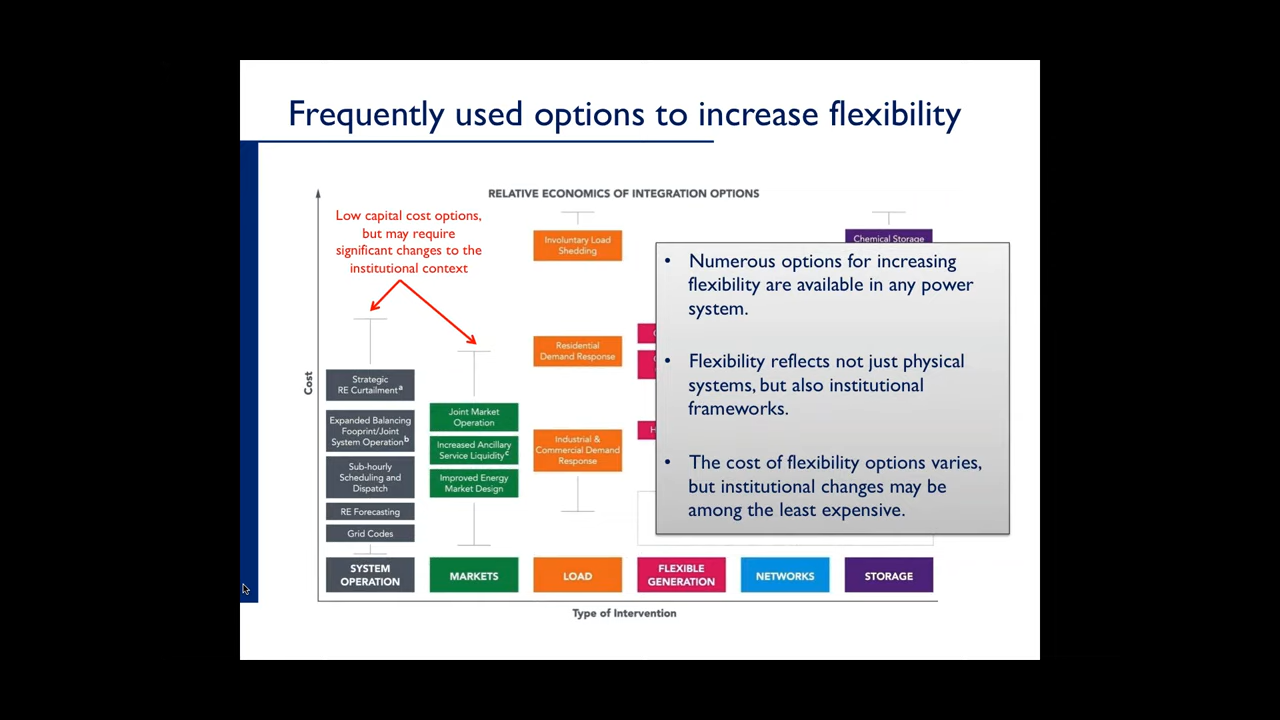 Frequently used options to increase flexibility
RELATIVE ECONOMICS OF INTEGRATION OPTIONS
Low capital cost options,
but may require
significant changes to the
institutional context
Cost
Strategic
RE Curtailmentᵃ
Expanded Balancing
Fooprint/Joint
System Operationᵇ
Sub-hourly
Scheduling and
Dispatch
RE Forecasting
Grid Codes
SYSTEM
OPERATION
Joint Market
Operation
Increased Ancillary
Service Liquidityᶜ
Improved Energy
Market Design
MARKETS
Involuntary Load
Shedding
Residential
Demand Response
Industrial &
Commercial Demand
Response
LOAD
FLEXIBLE
GENERATION
NETWORKS
Chemical Storage
STORAGE
• Numerous options for increasing
flexibility are available in any power
system.
• Flexibility reflects not just physical
systems, but also institutional
frameworks.
• The cost of flexibility options varies,
but institutional changes may be
among the least expensive.
Type of Intervention